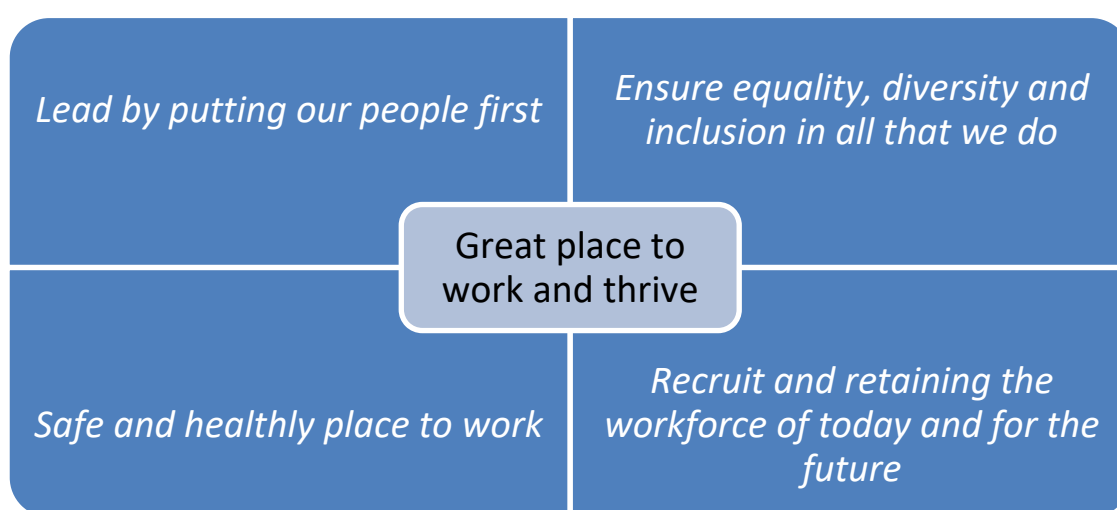 Lead by putting our people first
Ensure equality, diversity and
inclusion in all that we do
Great place to
work and thrive
Safe and healthly place to work
Recruit and retaining the
workforce of today and for the
future